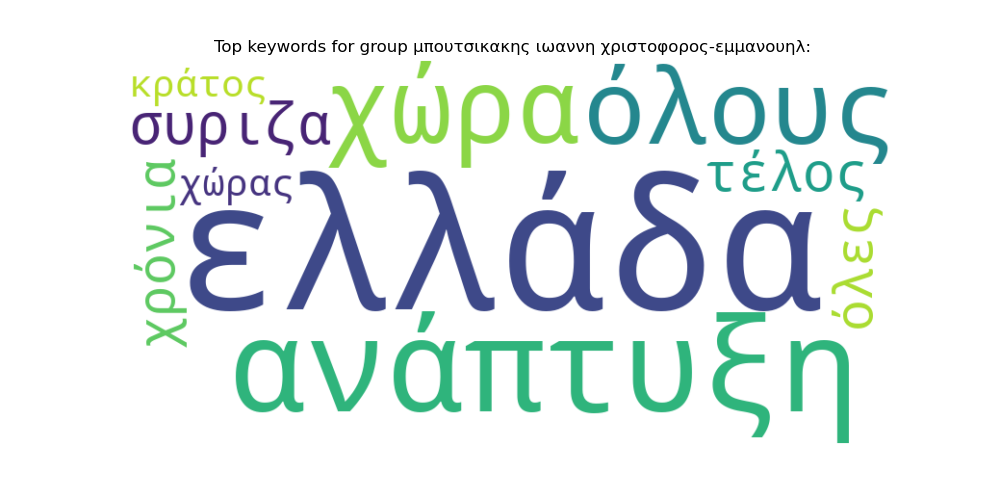 Top keywords for group μπουτσικακης ιωαννη χριστοφορος-εμμανουηλ:
κράτος
συριζα
χώρα
όλους
χρόνια
χώρας
τέλος
ελλάδα
όλες
ανάπτυξη